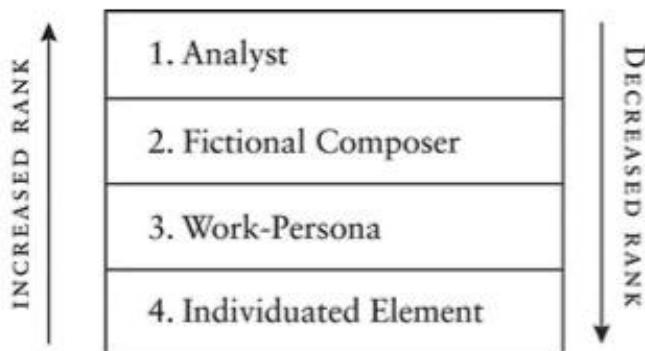 INCREASED RANK
1. Analyst
2. Fictional Composer
3. Work-Persona
4. Individuated Element
DECREASED RANK